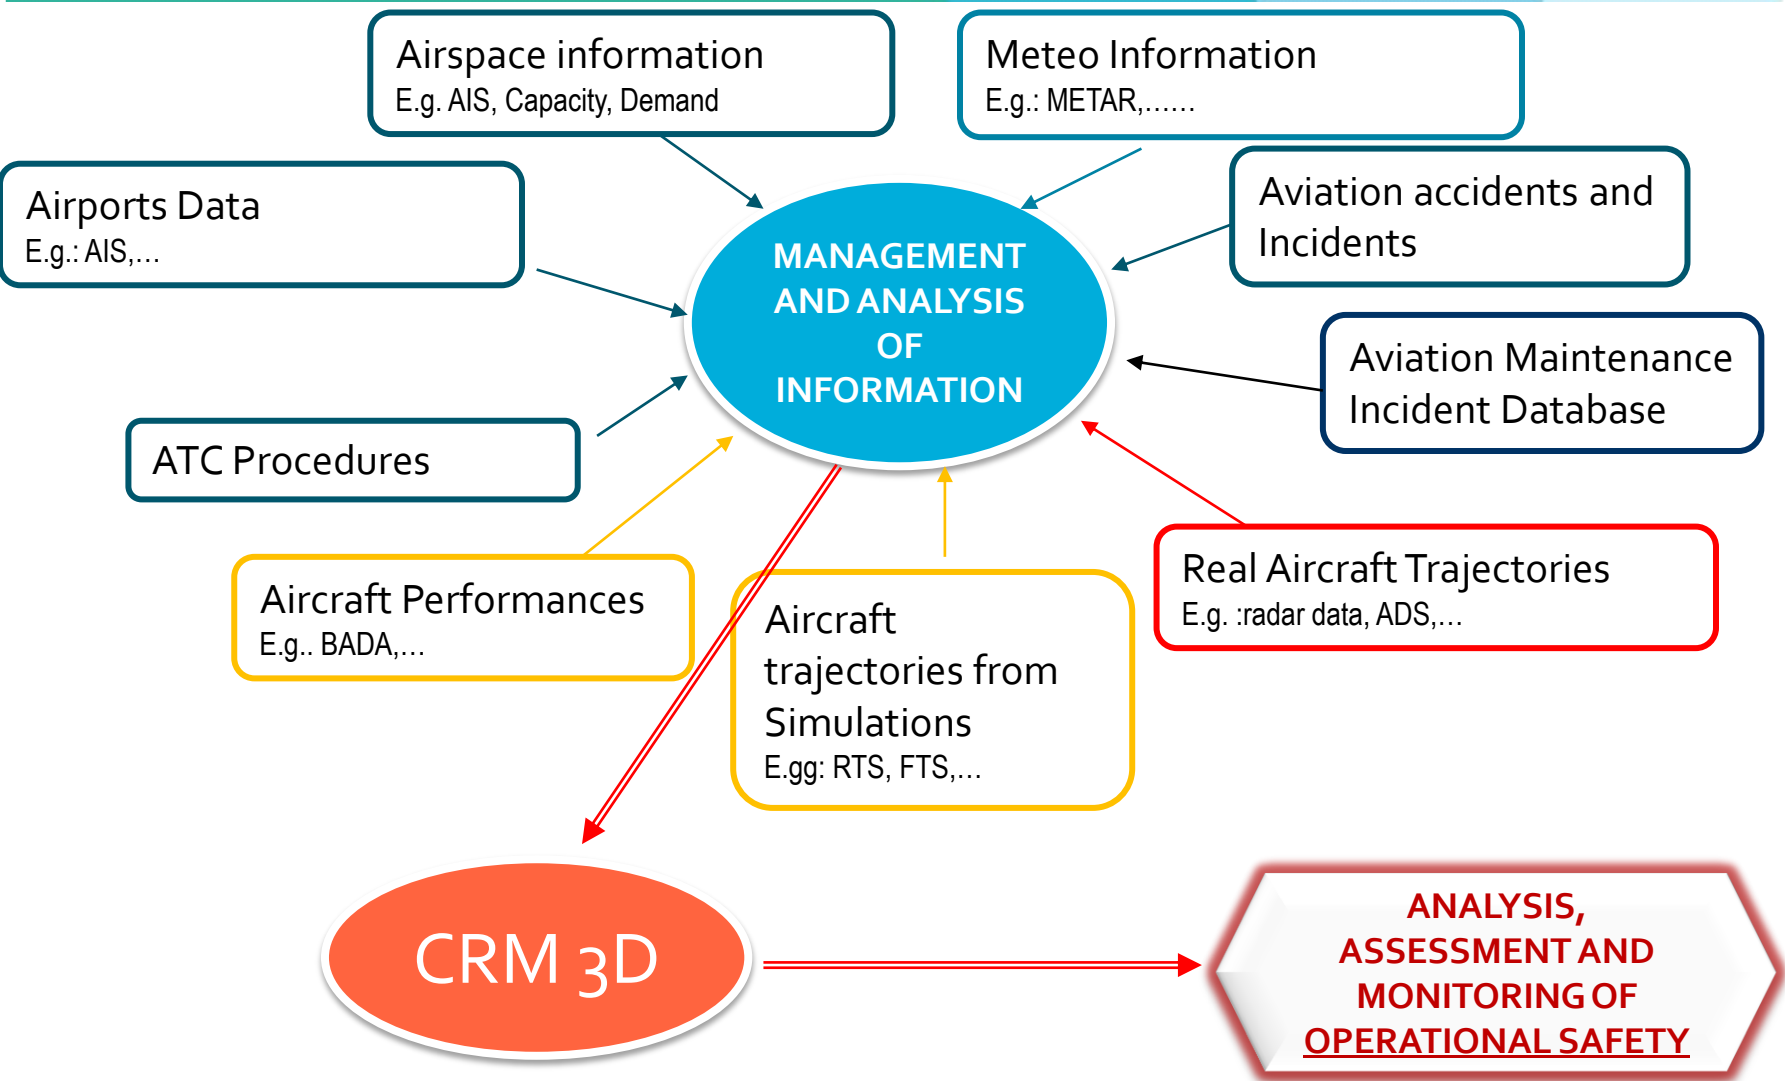 Airspace information
E.g. AIS, Capacity, Demand
Meteo Information
E.g.: METAR,......
Airports Data
E.g.: AIS,...
Aviation accidents and
Incidents
MANAGEMENT
AND ANALYSIS
OF
INFORMATION
Aviation Maintenance
Incident Database
ATC Procedures
Aircraft Performances
E.g.. BADA,...
Aircraft
trajectories from
Simulations
E.gg: RTS, FTS,...
Real Aircraft Trajectories
E.g. :radar data, ADS,...
CRM 3D
ANALYSIS,
ASSESSMENT AND
MONITORING OF
OPERATIONAL SAFETY